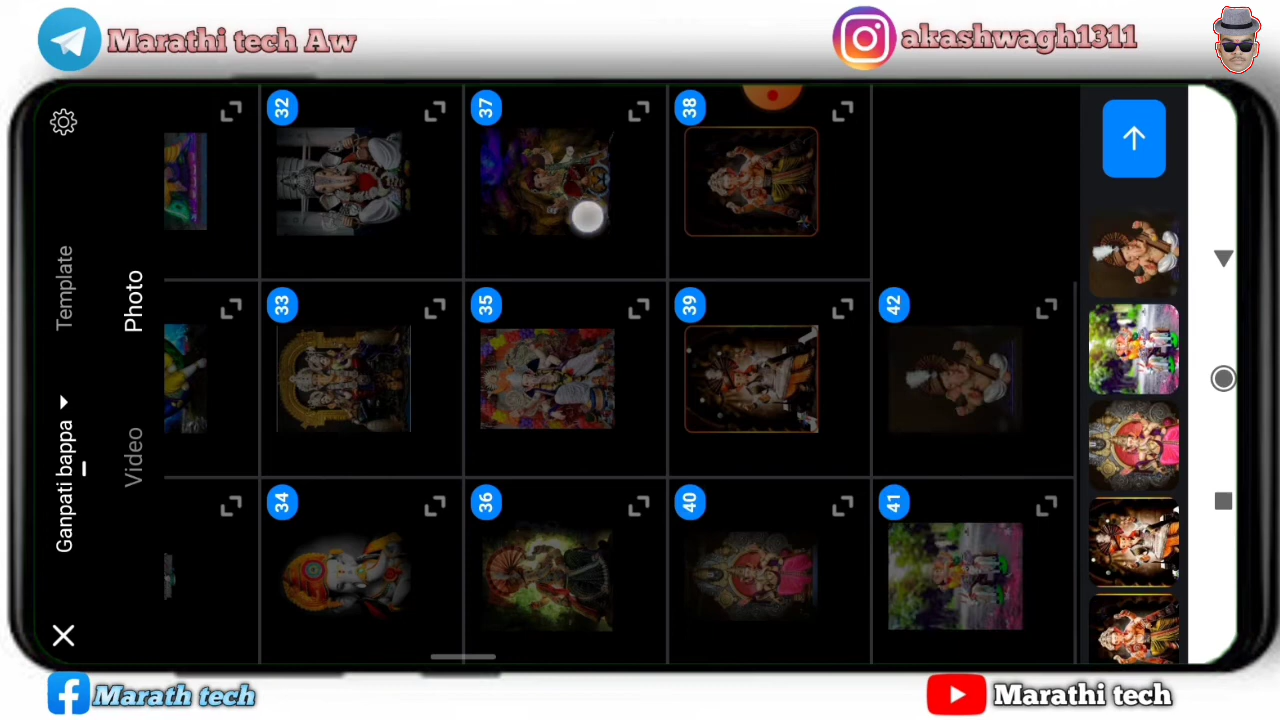 Marathi tech Aw
akashwagh1311
Ganpati bappa
Template
Video
Photo
32
37
38
33
35
39
42
34
36
40
41
Marath tech
Marathi tech